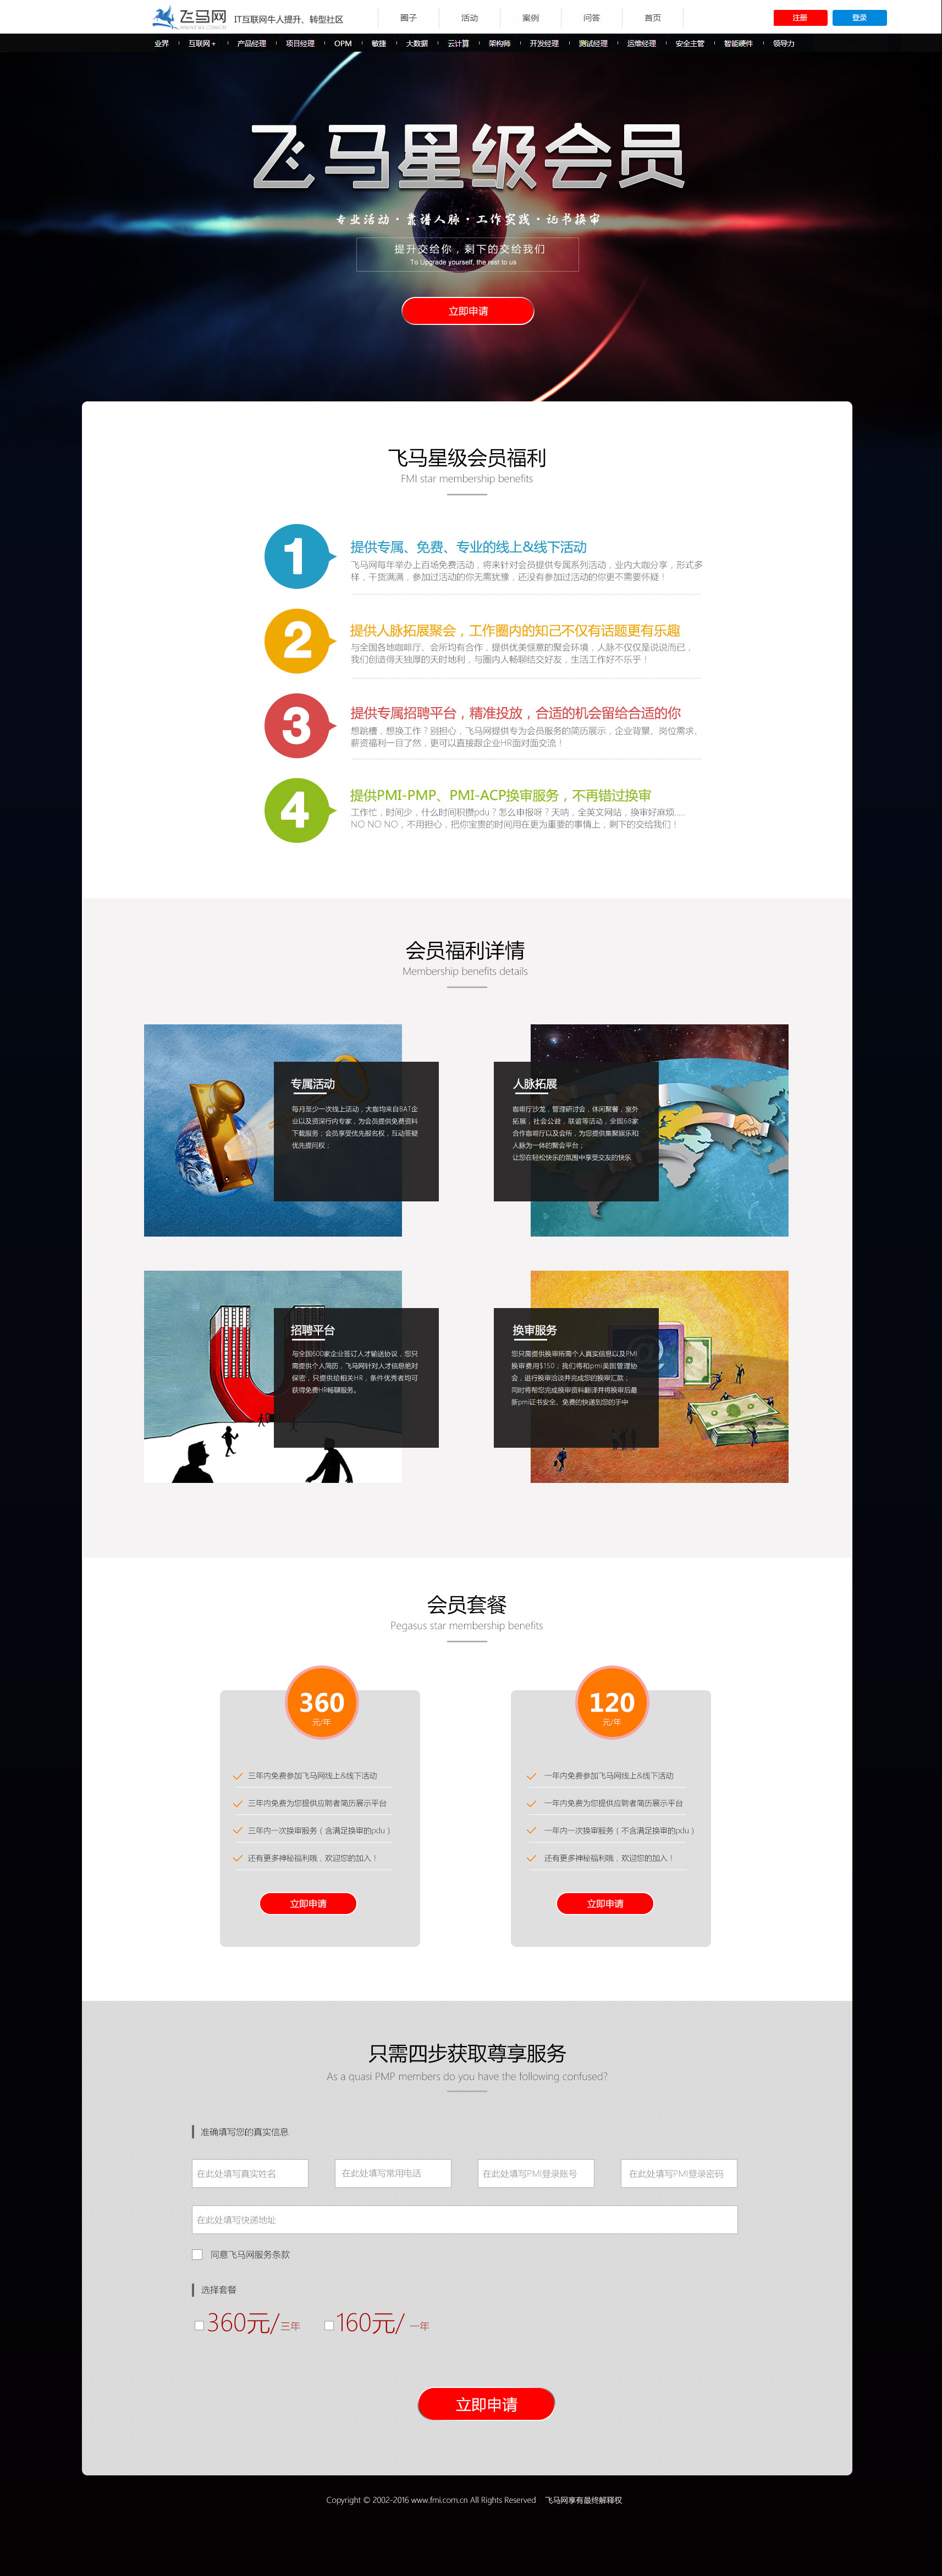 飞马网
IT互联网牛人提升、转型社区
圈子
活动
案例
问答
首页
注册
登录
业界
互联网+
产品经理
项目经理
OPM
敏捷
大数据
云计算
架构师
开发经理
测试经理
运维经理
安全主管
智能硬件
领导力
飞马星级会员
专业活动·靠谱人脉·工作实践·证书换审
提升交给你，剩下的交给我们
To Upgrade yourself, the rest to us
立即申请
飞马星级会员福利
FMI star membership benefits
1
提供专属、免费、专业的线上&线下活动
飞马网每年举办上百场免费活动，将来针对会员提供专属系列活动，业内大咖分享，形式多
样，干货满满，参加过活动的你无需犹豫，还没有参加过活动的你更不需要怀疑！
2
提供人脉拓展聚会，工作圈内的知己不仅有话题更有乐趣
与全国各地咖啡厅、会所均有合作，提供优美惬意的聚会环境，人脉不仅仅是说说而已，
我们创造得天独厚的天时地利，与圈内人畅聊结交好友，生活工作好不乐乎！
3
提供专属招聘平台，精准投放，合适的机会留给合适的你
想跳槽，想换工作？别担心，飞马网提供专为会员服务的简历展示，企业背景、岗位需求、
薪资福利一目了然，更可以直接跟企业HR面对面交流！
4
提供PMI-PMP、PMI-ACP换审服务，不再错过换审
工作忙，时间少，什么时间积攒pdu？怎么申报呀？天呐，全英文网站，换审好麻烦......
NO NO NO，不用担心，把你宝贵的时间用在更为重要的事情上，剩下的交给我们！
会员福利详情
Membership benefits details
专属活动
每月至少一次线上活动，大咖均来自BAT企
业以及资深行内专家，为会员提供免费资料
下载服务；会员享受优先报名权，互动答疑
优先提问权；
人脉拓展
咖啡厅沙龙，管理研讨会，休闲聚餐，室外
拓展，社会公益，联谊等活动，全国68家
合作咖啡厅以及会所，为您提供集聚娱乐和
人脉为一体的聚会平台；
让您在轻松快乐的氛围中享受交友的快乐
招聘平台
与全国600家企业签订人才输送协议，您只
需提供个人简历，飞马网针对人才信息绝对
保密，只提供给相关HR，条件优秀者均可
获得免费HR畅聊服务。
换审服务
您只需提供换审所需个人真实信息以及PMI
换审费用$150；我们将和pmi美国管理协
会，进行换审洽谈并完成您的换审汇款；
同时将帮您完成换审资料翻译并将换审后最
新pmi证书安全、免费的快递到您的手中
会员套餐
Pegasus star membership benefits
360
元/年
三年内免费参加飞马网线上&线下活动
三年内免费为您提供应聘者简历展示平台
三年内一次换审服务（含满足换审的pdu）
还有更多神秘福利哦，欢迎您的加入！
立即申请
120
元/年
一年内免费参加飞马网线上&线下活动
一年内免费为您提供应聘者简历展示平台
一年内一次换审服务（不含满足换审的pdu）
还有更多神秘福利哦，欢迎您的加入！
立即申请
只需四步获取尊享服务
As a quasi PMP members do you have the following confused?
准确填写您的真实信息
在此处填写真实姓名
在此处填写常用电话
在此处填写PMI登录账号
在此处填写PMI登录密码
在此处填写快递地址
同意飞马网服务条款
选择套餐
360元/三年
160元/ 一年
立即申请
Copyright © 2002-2016 www.fmi.com.cn All Rights Reserved 飞马网享有最终解释权